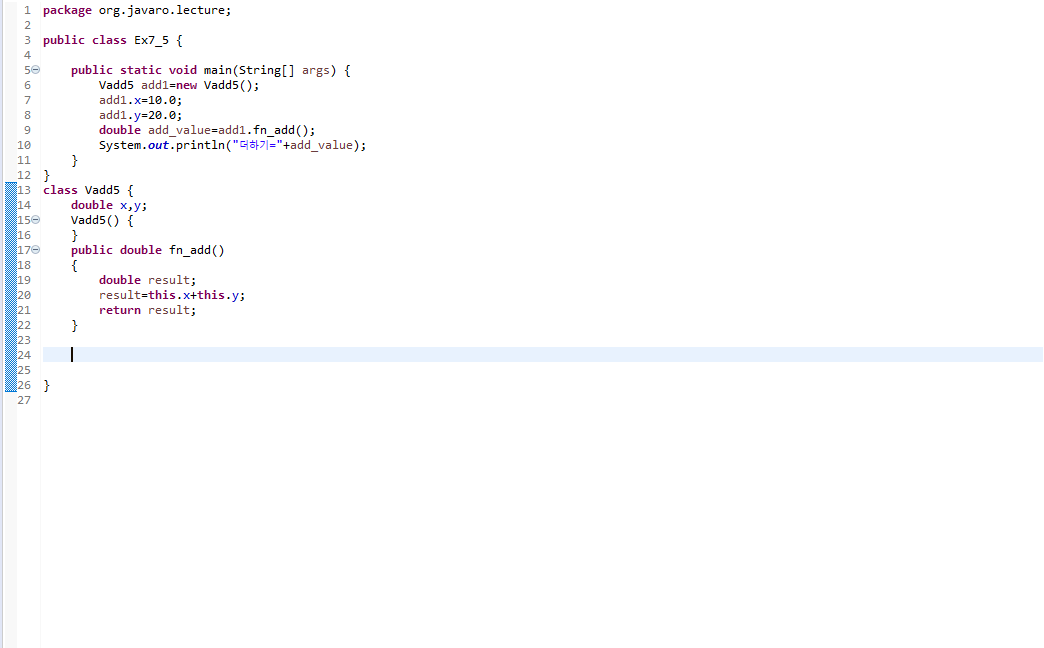 1 package org.javaro.lecture;
2
3 public class Ex7_5 {
4
5 public static void main(String[] args) {
6 Vadd5 add1=new Vadd5();
7 add1.x=10.0;
8 add1.y=20.0;
9 double add_value=add1.fn_add();
10 System.out.println("더하기="+add_value);
11 }
12 }
13 class Vadd5 {
14 double x,y;
15 Vadd5() {
16 }
17 public double fn_add()
18 {
19 double result;
20 result=this.x+this.y;
21 return result;
22 }
23
24
25
26 }
27